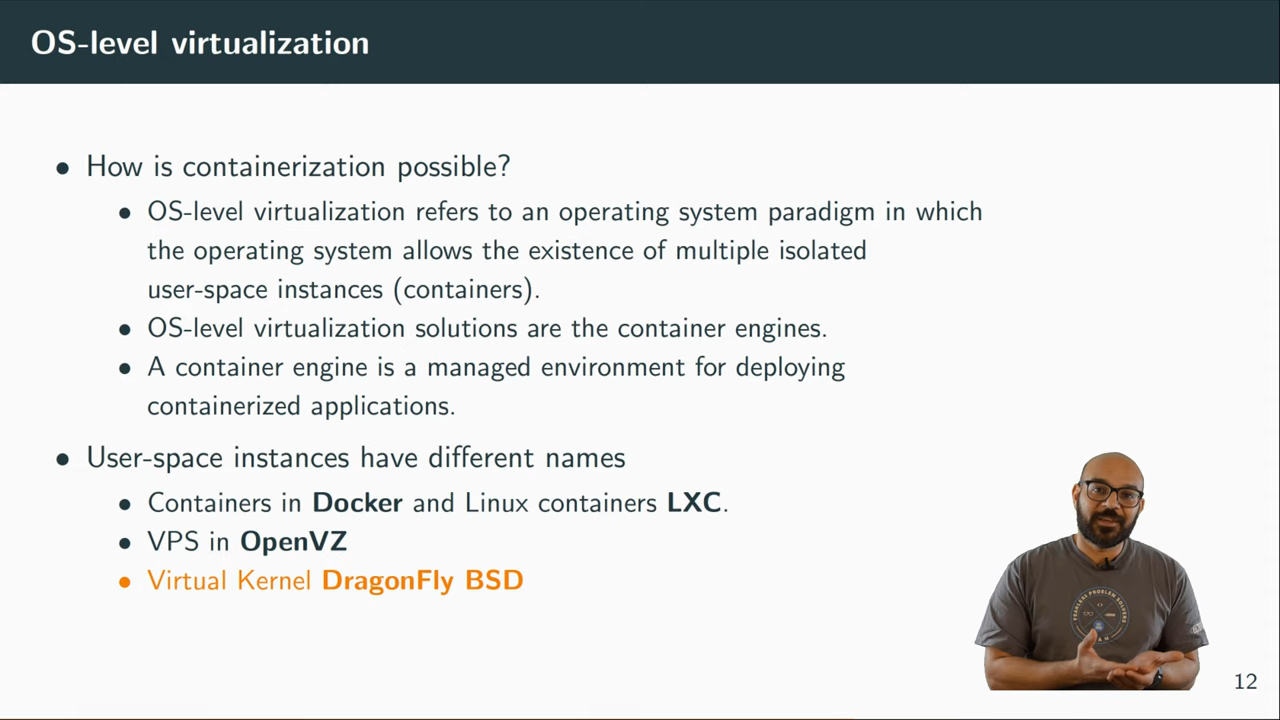 OS-level virtualization
• How is containerization possible?
• OS-level virtualization refers to an operating system paradigm in which
the operating system allows the existence of multiple isolated
user-space instances (containers).
• OS-level virtualization solutions are the container engines.
• A container engine is a managed environment for deploying
containerized applications.
• User-space instances have different names
• Containers in Docker and Linux containers LXC.
• VPS in OpenVZ
• Virtual Kernel DragonFly BSD
FEARLESS PROBLEM SOLVERS
12